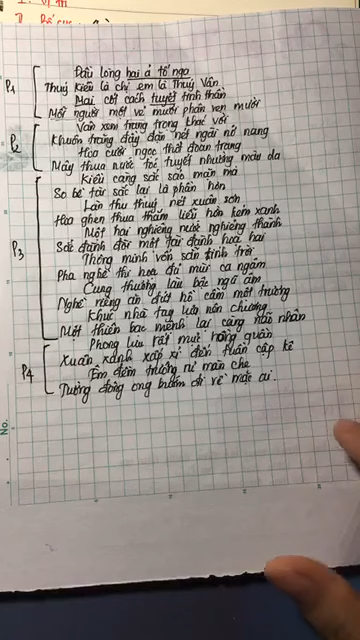 P1 Đầu lòng hai ả tố nga
Thuý Kiều là chị em là Thuý Vân
Mai cốt cách tuyết tinh thần
Mỗi người một vẻ mười phân vẹn mười
P2 Vân xem trang trọng khác vời
Khuôn trăng đầy đặn nét ngài nở nang
Hoa cười ngọc thốt đoan trang
Mây thua nước tóc tuyết nhường màu da
P3 Kiều càng sắc sảo mặn mà
So bề tài sắc lại là phần hơn
Làn thu thuỷ nét xuân sơn
Hoa ghen thua thắm liễu hờn kém xanh
Một hai nghiêng nước nghiêng thành
Sắc đành đòi một tài đành hoạ hai
Thông minh vốn sẵn tính trời
Pha nghề thi hoạ đủ mùi ca ngâm
Cung thương lầu bậc ngũ âm
Nghề riêng ăn đứt hồ cầm một trương
Khúc nhà tay lựa nên chương
Một thiên bạc mệnh lại càng não nhân
P4 Phong lưu rất mực hồng quần
Xuân xanh xấp xỉ đến tuần cập kê
Êm đềm trướng rủ màn che
Tường đông ong bướm đi về mặc ai.
No.